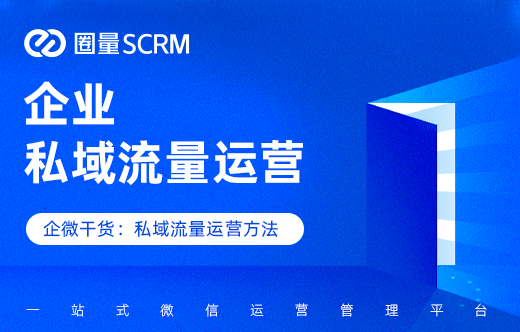 圈量SCRM
企业
私域流量运营
企微干货：私域流量运营方法
一站式微信运营管理平台